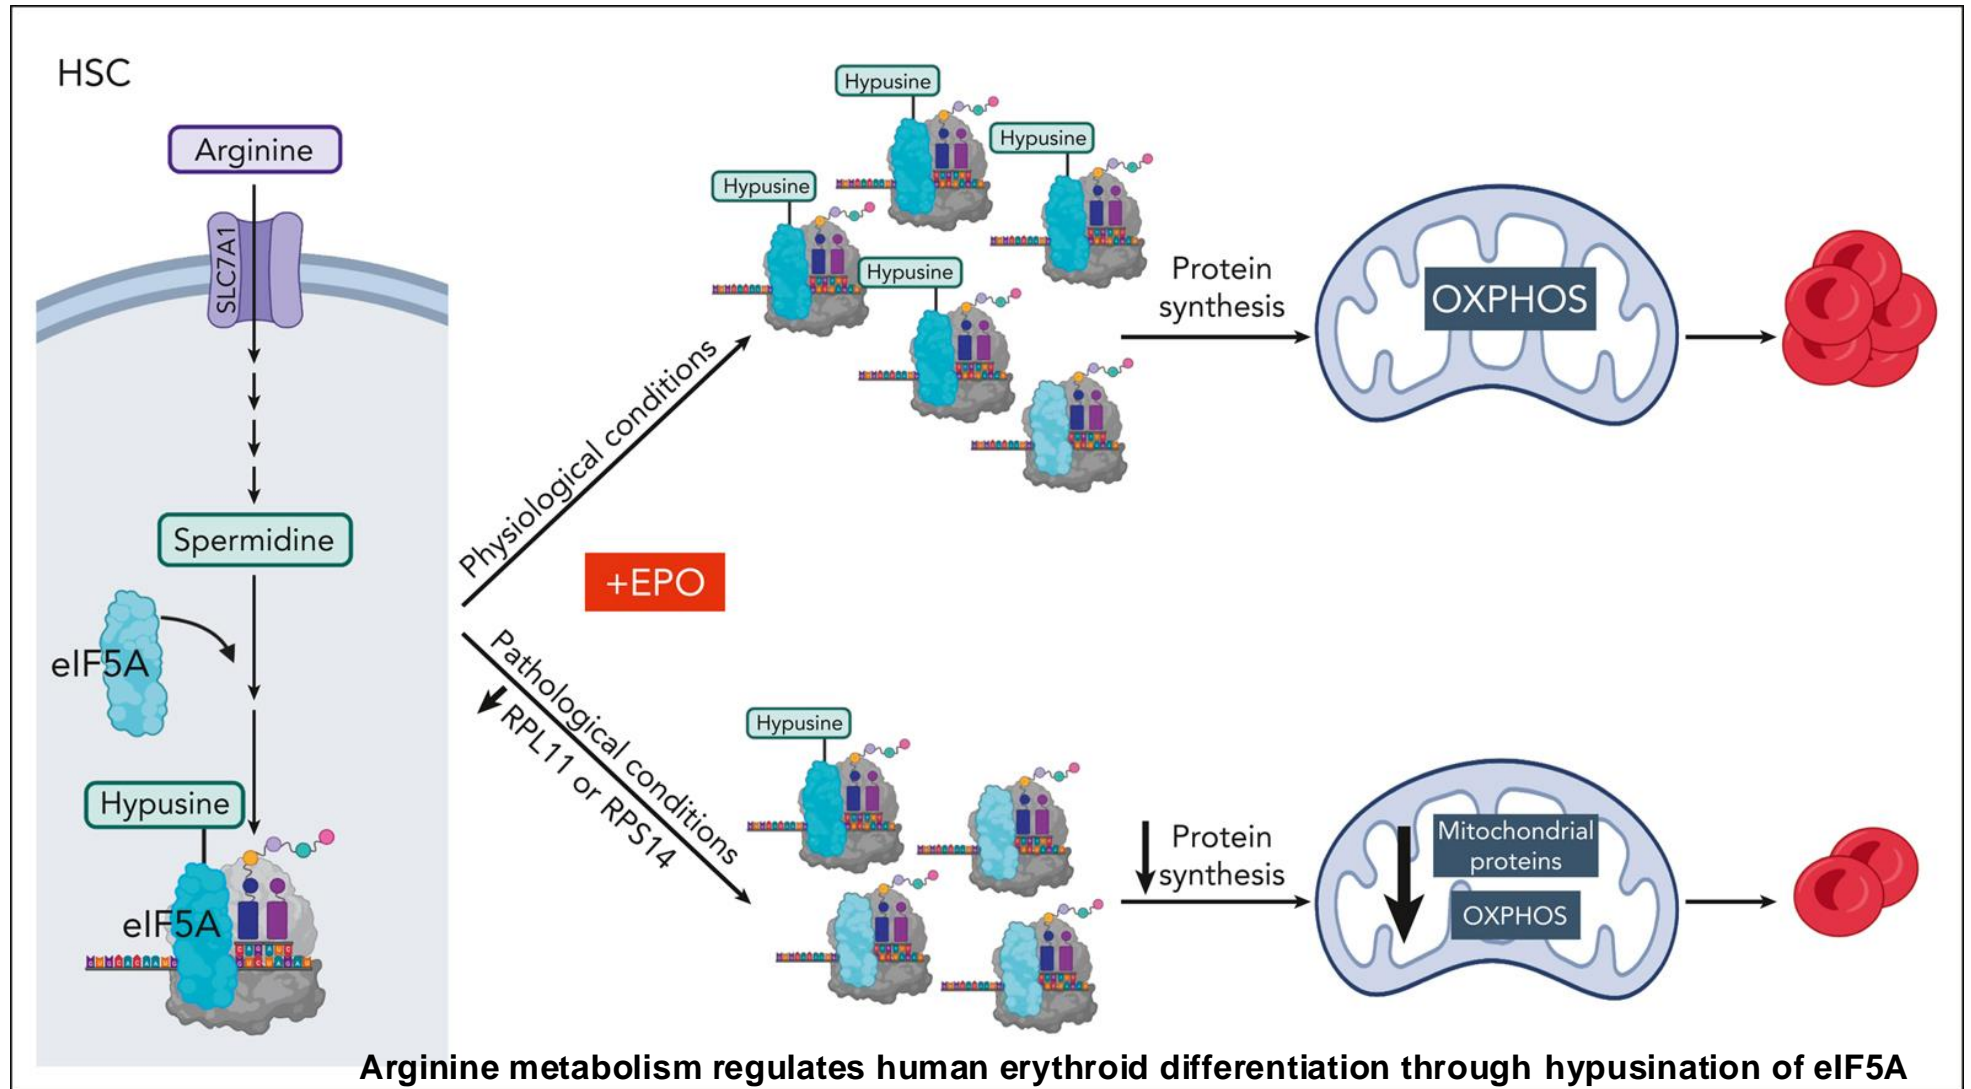 HSC
Arginine
SLC7A1
Spermidine
eIF5A
Hypusine
eIF5A
Physiological conditions
+EPO
Pathological conditions
RPL11 or RPS14
Hypusine
Hypusine
Hypusine
Hypusine
Protein
synthesis
OXPHOS
Hypusine
Protein
synthesis
Mitochondrial
proteins
OXPHOS
Arginine metabolism regulates human erythroid differentiation through hypusination of eIF5A